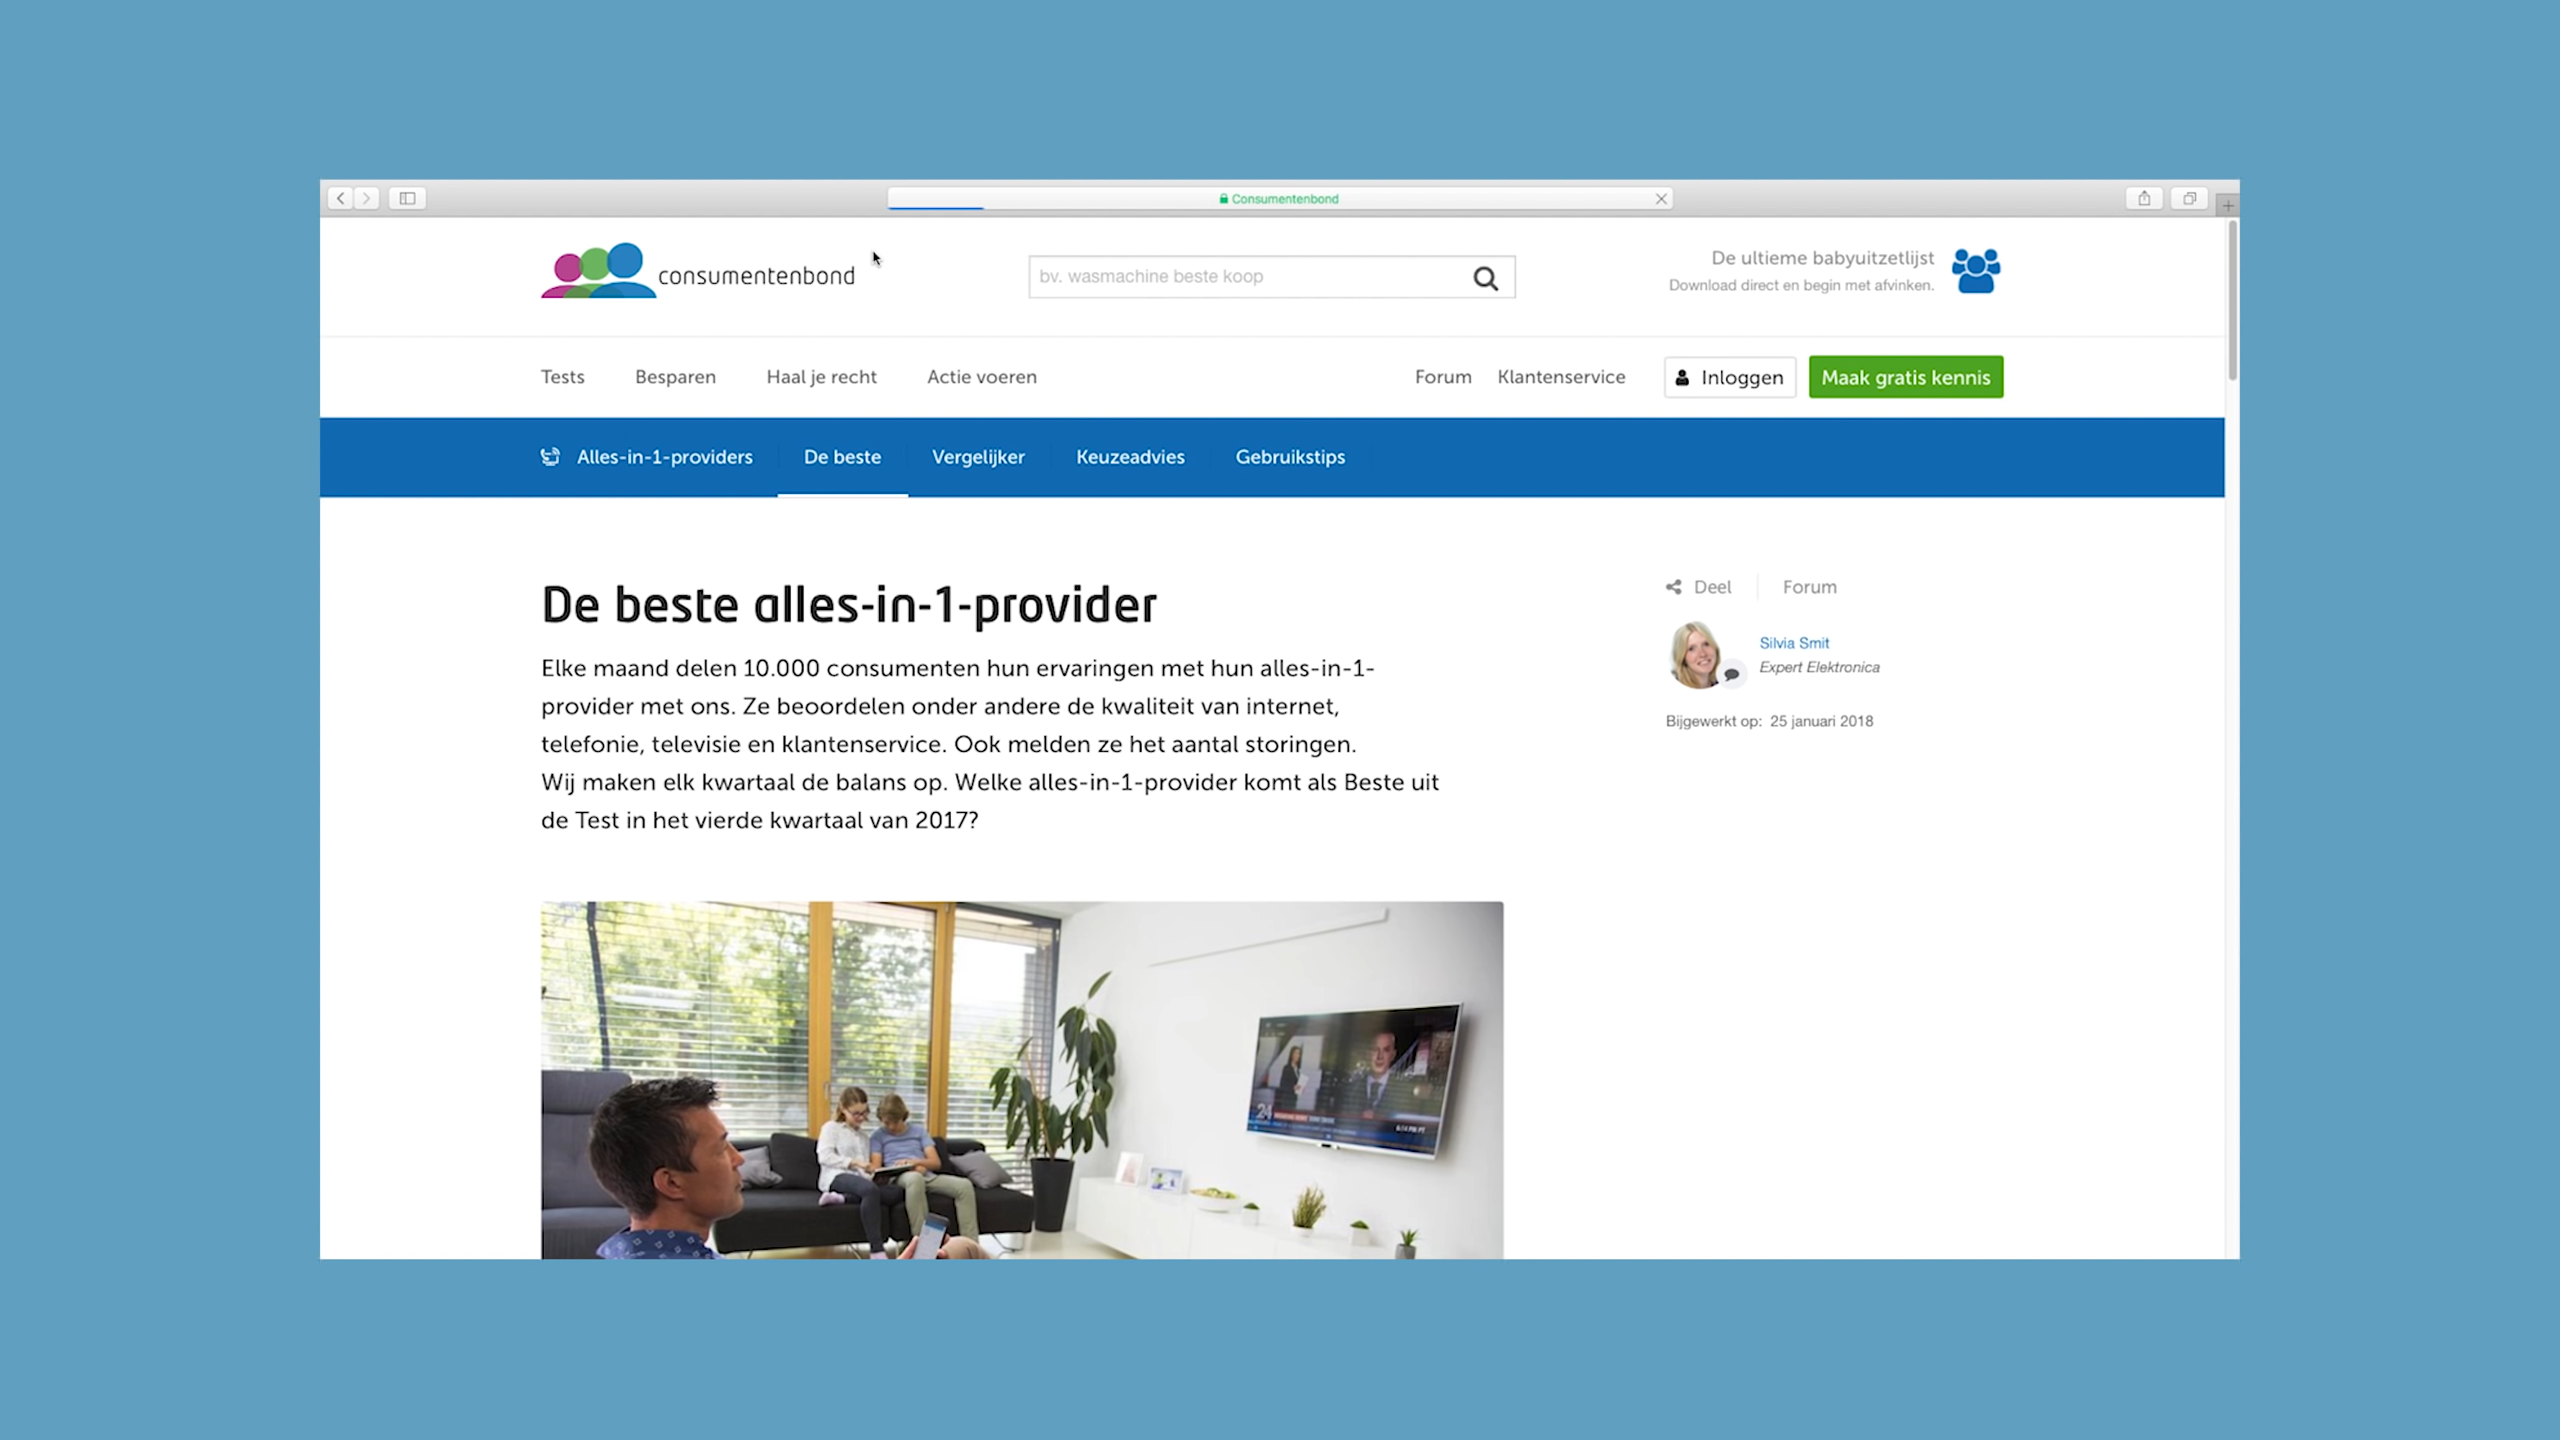 Consumentenbond
consumentenbond
bv. wasmachine beste koop
De ultieme babyuitzetlijst
Download direct en begin met afvinken.
Tests Besparen Haal je recht Actie voeren Forum Klantenservice Inloggen Maak gratis kennis
Alles-in-1-providers De beste Vergelijker Keuzeadvies Gebruikstips
De beste alles-in-1-provider
Elke maand delen 10.000 consumenten hun ervaringen met hun alles-in-1-
provider met ons. Ze beoordelen onder andere de kwaliteit van internet,
telefonie, televisie en klantenservice. Ook melden ze het aantal storingen.
Wij maken elk kwartaal de balans op. Welke alles-in-1-provider komt als Beste uit
de Test in het vierde kwartaal van 2017?
Deel Forum
Silvia Smit
Expert Elektronica
Bijgewerkt op: 25 januari 2018
24